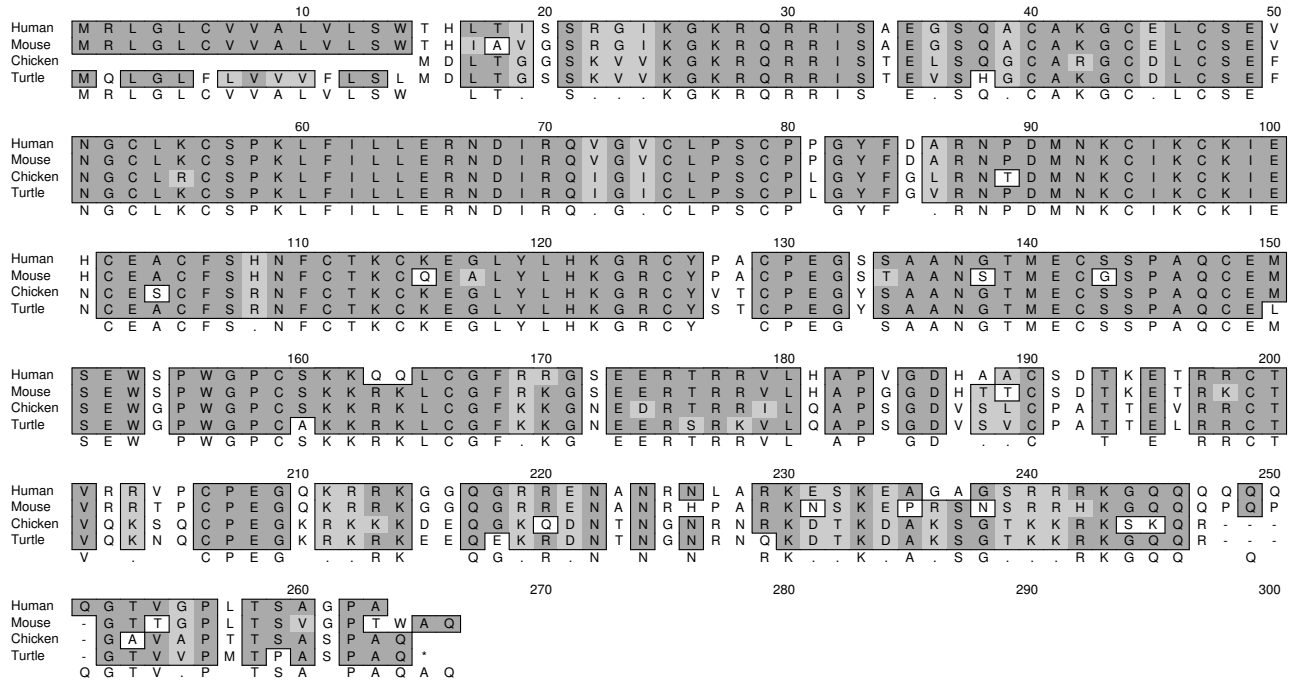 10 20 30 40 50
Human M R L G L C V V A L V L S W T H L T I S S R G I K G K R Q R R I S A E G S Q A C A K G C E L C S E V
Mouse M R L G L C V V A L V L S W T H I A V G S R G I K G K R Q R R I S A E G S Q A C A K G C E L C S E V
Chicken M D L T G G S K V V K G K R Q R R I S T E L S Q G C A R G C D L C S E F
Turtle M Q L G L F L V V V F L S L M D L T G S S K V V K G K R Q R R I S T E V S H G C A K G C D L C S E F
M R L G L C V V A L V L S W L T . S . . K G K R Q R R I S E . S Q . C A K G C . L C S E
60 70 80 90 100
Human N G C L K C S P K L F I L L E R N D I R Q V G V C L P S C P P G Y F D A R N P D M N K C I K C K I E
Mouse N G C L K C S P K L F I L L E R N D I R Q V G V C L P S C P P G Y F D A R N P D M N K C I K C K I E
Chicken N G C L R C S P K L F I L L E R N D I R Q I G I C L P S C P L G Y F G L R N T D M N K C I K C K I E
Turtle N G C L K C S P K L F I L L E R N D I R Q I G I C L P S C P L G Y F G V R N P D M N K C I K C K I E
N G C L K C S P K L F I L L E R N D I R Q . G . C L P S C P G Y F . R N P D M N K C I K C K I E
110 120 130 140 150
Human H C E A C F S H N F C T K C K E G L Y L H K G R C Y P A C P E G S S A A N G T M E C S S P A Q C E M
Mouse H C E A C F S H N F C T K C Q E A L Y L H K G R C Y P A C P E G S T A A N S T M E C G S P A Q C E M
Chicken N C E S C F S R N F C T K C K E G L Y L H K G R C Y V T C P E G Y S A A N G T M E C S S P A Q C E M
Turtle N C E A C F S R N F C T K C K E G L Y L H K G R C Y S T C P E G Y S A A N G T M E C S S P A Q C E L
C E A C F S . N F C T K C K E G L Y L H K G R C Y C P E G S A A N G T M E C S S P A Q C E M
160 170 180 190 200
Human S E W S P W G P C S K K Q Q L C G F R R G S E E R T R R V L H A P V G D H A A C S D T K E T R R C T
Mouse S E W S P W G P C S K K R K L C G F R K G S E E R T R R V L H A P G G D H T T C S D T K E T R K C T
Chicken S E W G P W G P C S K K R K L C G F K K G N E D R T R R I L Q A P S G D V S L C P A T T E V R R C T
Turtle S E W G P W G P C A K K R K L C G F K K G N E E R S R K V L Q A P S G D V S V C P A T T E L R R C T
S E W P W G P C S K K R K L C G F . K G E E R T R R V L A P G D . . C T E R R C T
210 220 230 240 250
Human V R R V P C P E G Q K R R K G G Q G R R E N A N R N L A R K E S K E A G A G S R R R K G Q Q Q Q Q Q
Mouse V R R T P C P E G Q K R R K G G Q G R R E N A N R H P A R K N S K E P R S N S R R H K G Q Q Q P Q P
Chicken V Q K S Q C P E G K R K K K D E Q G K Q D N T N G N R N R K D T K D A K S G T K K R K S K Q R - - -
Turtle V Q K N Q C P E G K R K R K E E Q E K R D N T N G N R N Q K D T K D A K S G T K K R K G Q Q R - - -
V . C P E G . . R K Q G . R . N N N R K . . K . A . S G . . . R K G Q Q Q
260 270 280 290 300
Human Q G T V G P L T S A G P A
Mouse - G T T G P L T S V G P T W A Q
Chicken - G A V A P T T S A S P A Q
Turtle - G T V V P M T P A S P A Q *
Q G T V . P T S A P A Q A Q